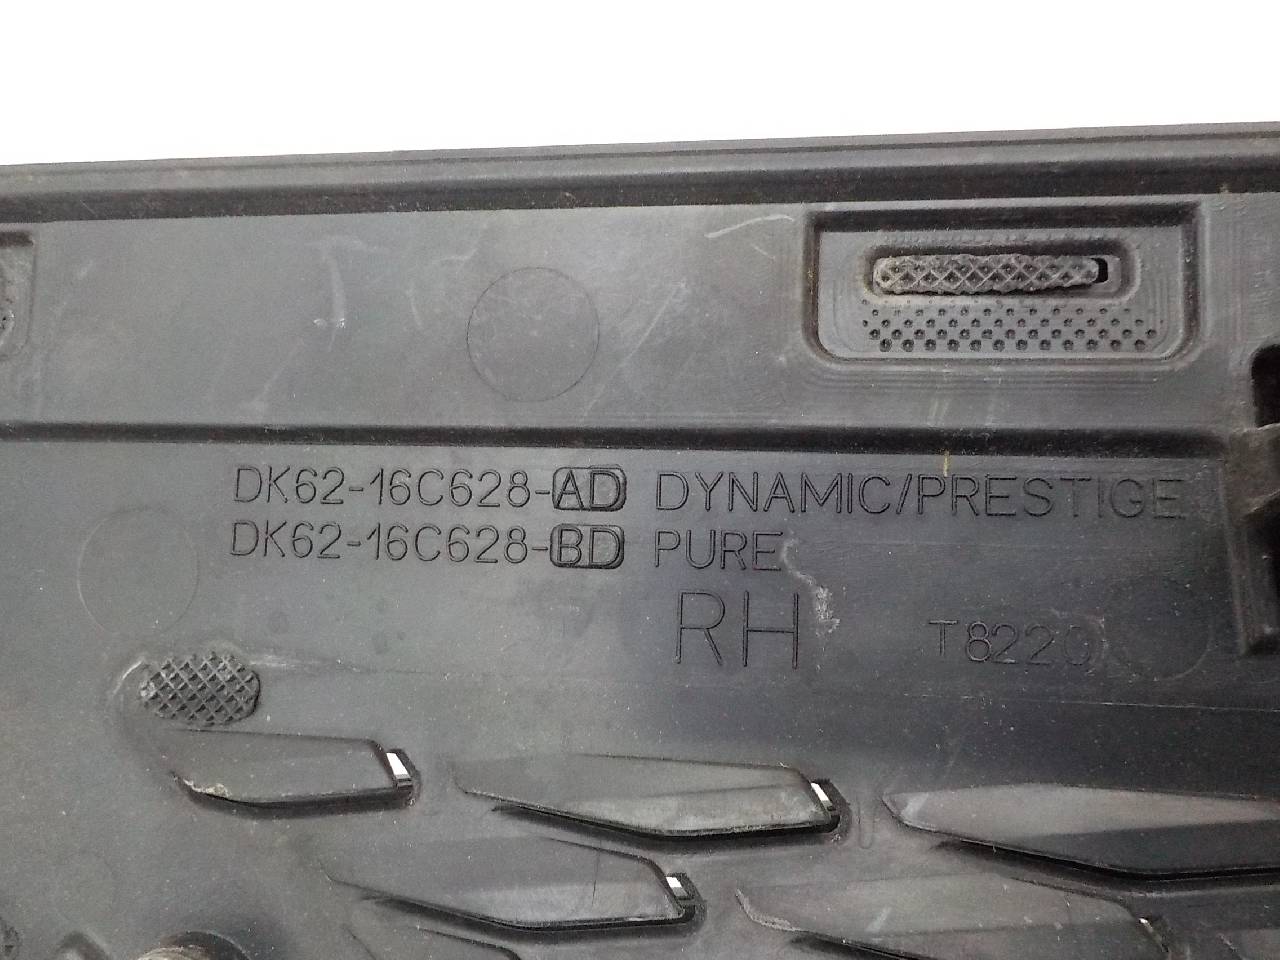 DK62-16C628-AD DYNAMIC/PRESTIGE
DK62-16C628-BD PURE
RH T8220